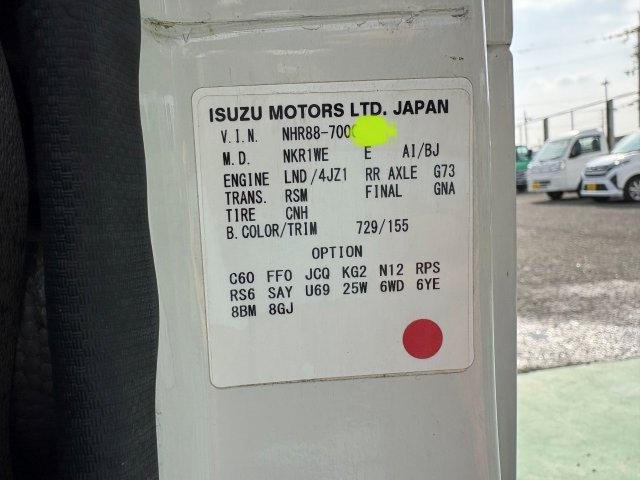 ISUZU MOTORS LTD. JAPAN
V.I.N. NHR88-700
M.D. NKR1WE E AI/BJ
ENGINE LND/4JZ1 RR AXLE G73
TRANS. RSM FINAL GNA
TIRE CNH
B.COLOR/TRIM 729/155
OPTION
C60 FF0 JCQ KG2 N12 RPS
RS6 SAY U69 25W 6WD 6YE
8BM 8GJ